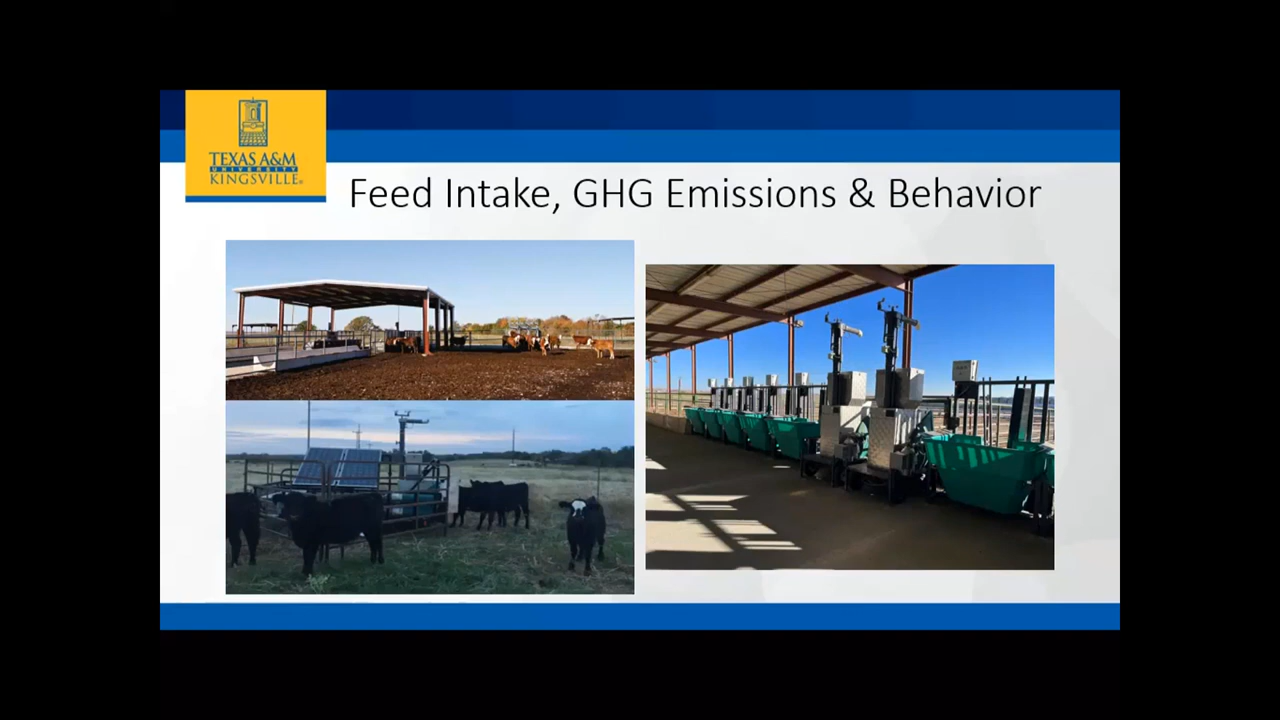 TEXAS A&M
UNIVERSITY
KINGSVILLE
Feed Intake, GHG Emissions & Behavior